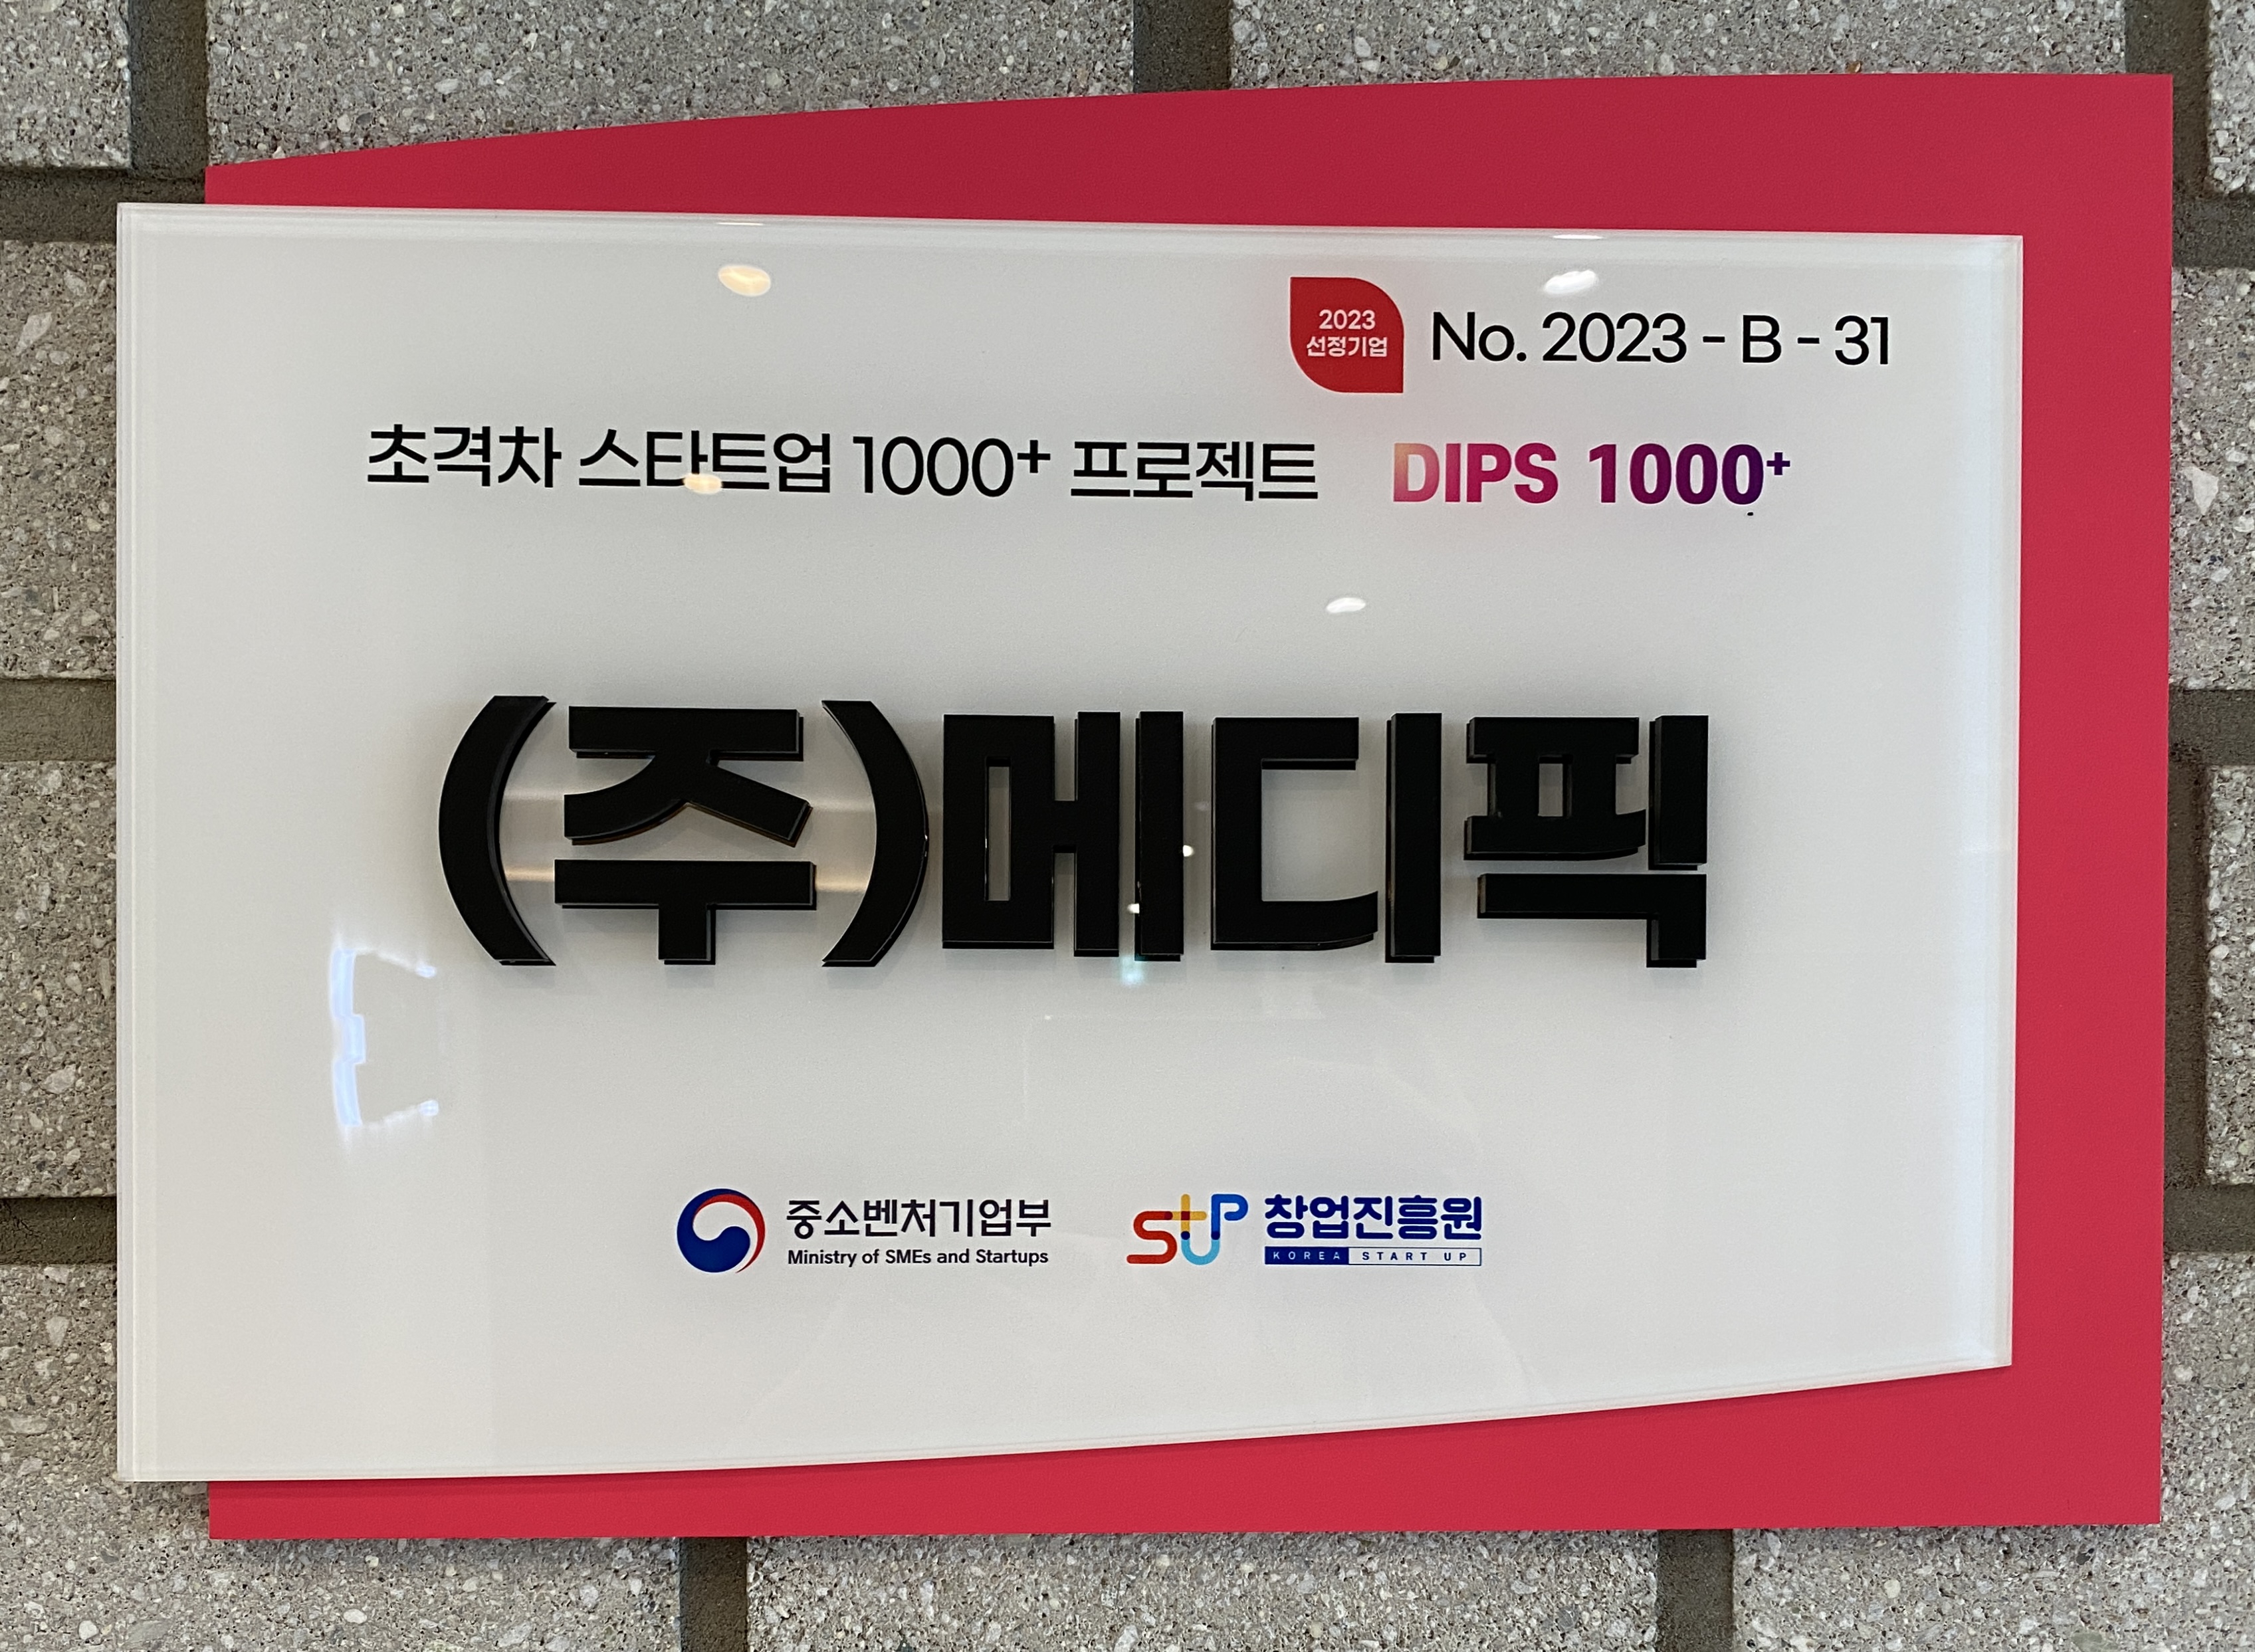 2023
선정기업
No. 2023 - B - 31
초격차 스타트업 1000+ 프로젝트 DIPS 1000+
(주)메디픽
중소벤처기업부
Ministry of SMEs and Startups
STUP 창업진흥원
KOREA START UP